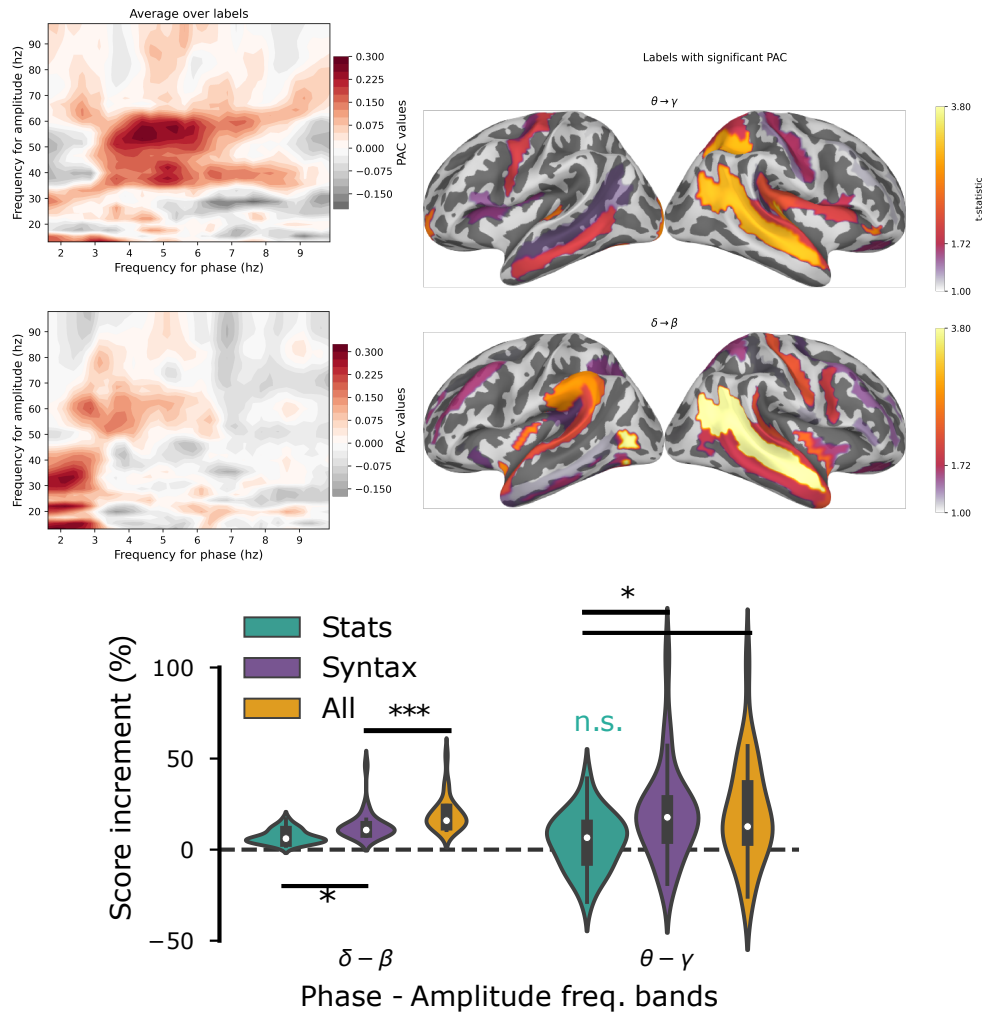 Average over labels
Frequency for amplitude (hz)
90
80
70
60
50
40
30
20
2 3 4 5 6 7 8 9
Frequency for phase (hz)
0.300
0.225
0.150
0.075
0.000
−0.075
−0.150
PAC values
Labels with significant PAC
θ→γ
3.80
1.72
1.00
t-statistic
Frequency for amplitude (hz)
90
80
70
60
50
40
30
20
2 3 4 5 6 7 8 9
Frequency for phase (hz)
0.300
0.225
0.150
0.075
0.000
−0.075
−0.150
PAC values
δ→β
3.80
1.72
1.00
Score increment (%)
100
50
0
−50
Stats
Syntax
All
***
*
n.s.
*
δ − β
θ − γ
Phase - Amplitude freq. bands